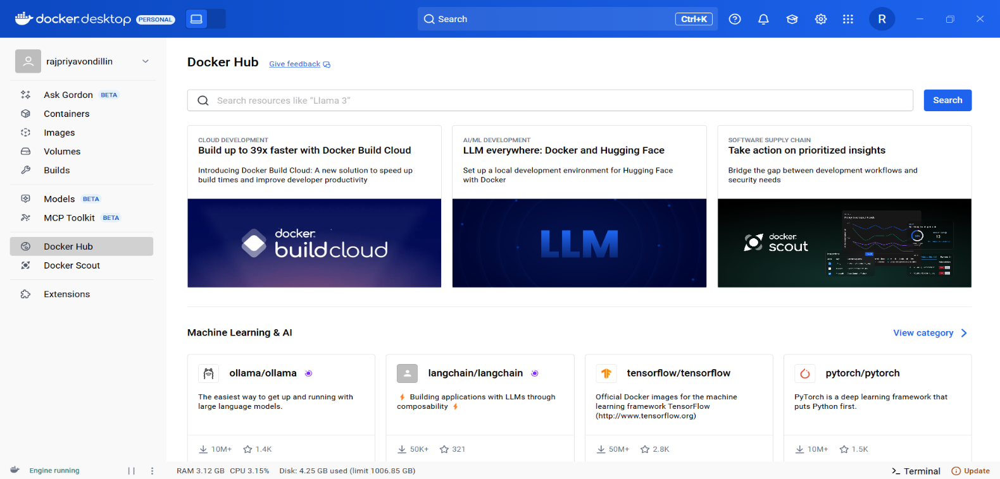 docker desktop PERSONAL
Search
Ctrl+K
R
rajpriyavondillin
Ask Gordon BETA
Containers
Images
Volumes
Builds
Models BETA
MCP Toolkit BETA
Docker Hub
Docker Scout
Extensions
Docker Hub
Give feedback
Search resources like “Llama 3”
Search
CLOUD DEVELOPMENT
Build up to 39x faster with Docker Build Cloud
Introducing Docker Build Cloud: A new solution to speed up
build times and improve developer productivity
docker
build cloud
AI/ML DEVELOPMENT
LLM everywhere: Docker and Hugging Face
Set up a local development environment for Hugging Face
with Docker
LLM
SOFTWARE SUPPLY CHAIN
Take action on prioritized insights
Bridge the gap between development workflows and
security needs
docker
scout
Machine Learning & AI
View category
ollama/ollama
The easiest way to get up and running with
large language models.
10M+ 1.4K
langchain/langchain
⚡ Building applications with LLMs through
composability ⚡
50K+ 321
tensorflow/tensorflow
Official Docker images for the machine
learning framework TensorFlow
(http://www.tensorflow.org)
50M+ 2.8K
pytorch/pytorch
PyTorch is a deep learning framework that
puts Python first.
10M+ 1.5K
Engine running
RAM 3.12 GB CPU 3.15% Disk: 4.25 GB used (limit 1006.85 GB)
Terminal
Update